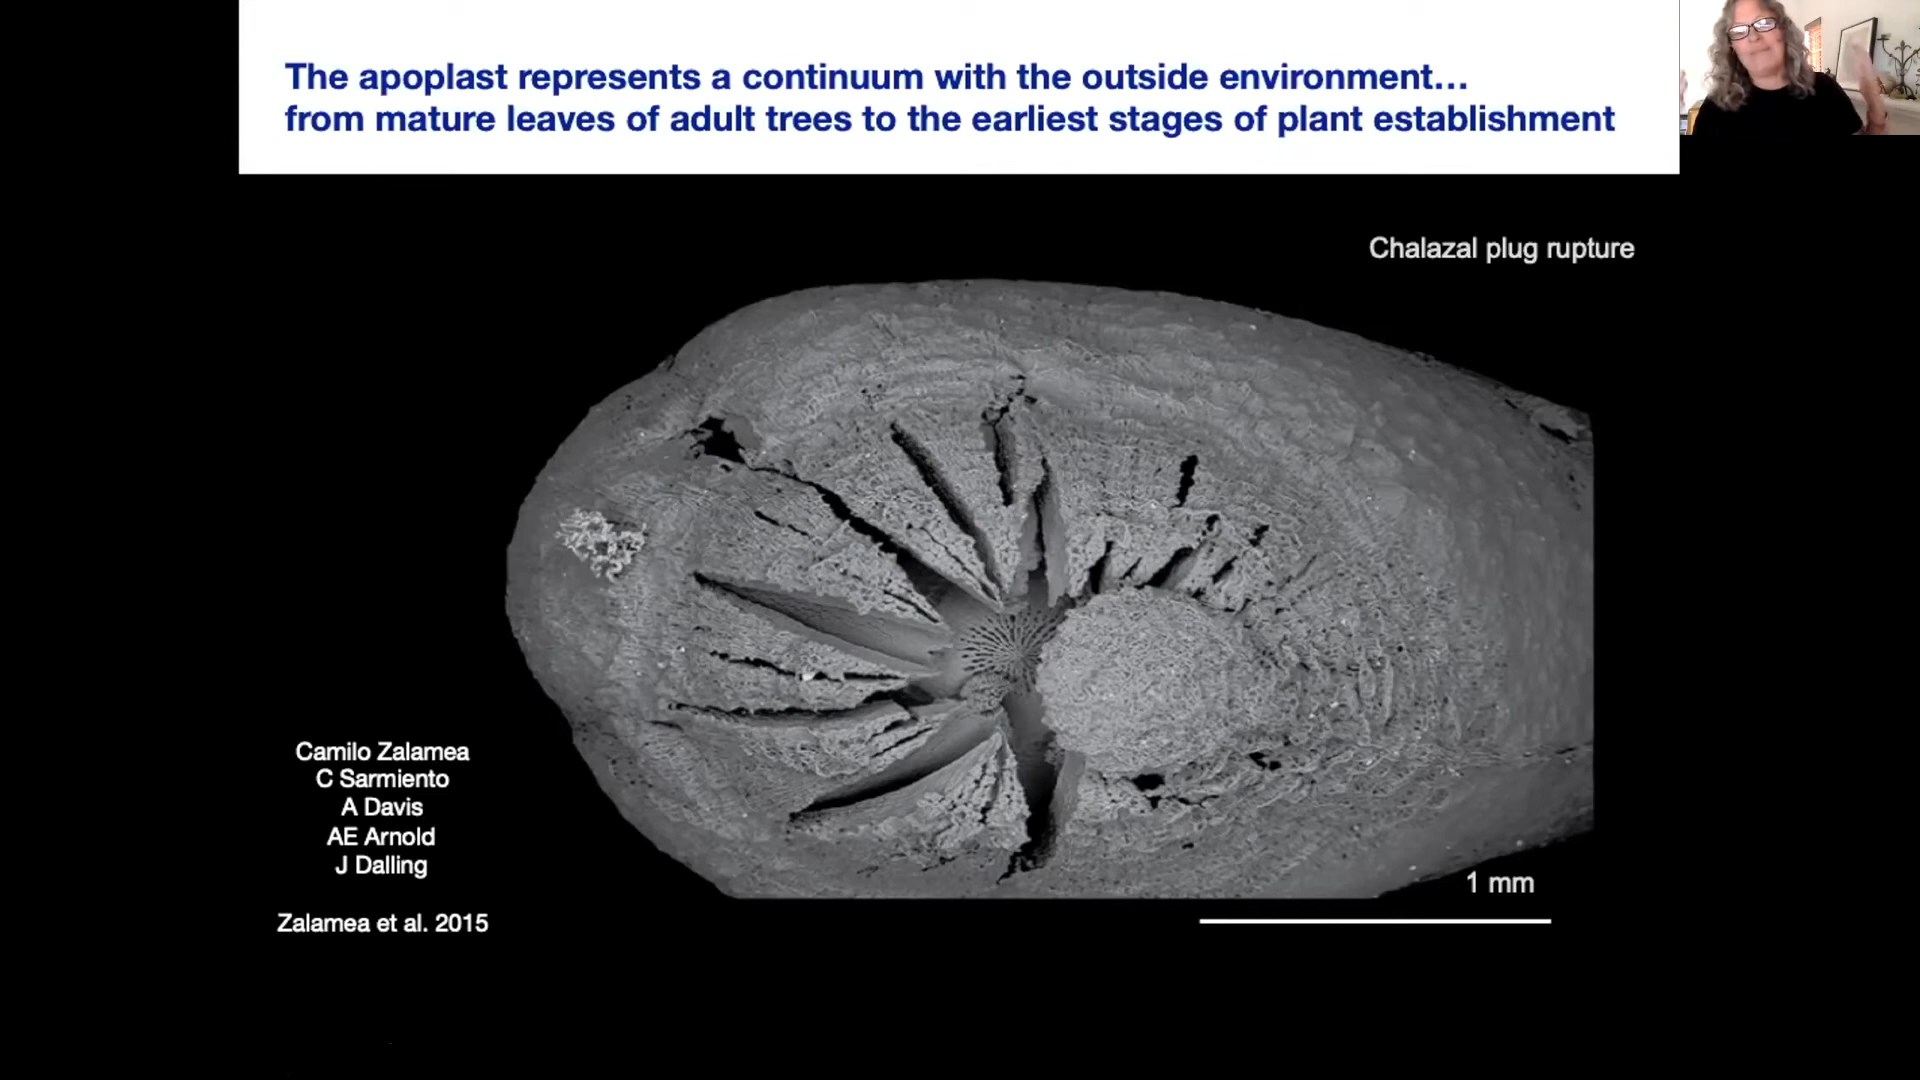 The apoplast represents a continuum with the outside environment...
from mature leaves of adult trees to the earliest stages of plant establishment
Chalazal plug rupture
Camilo Zalamea
C Sarmiento
A Davis
AE Arnold
J Dalling
Zalamea et al. 2015
1 mm